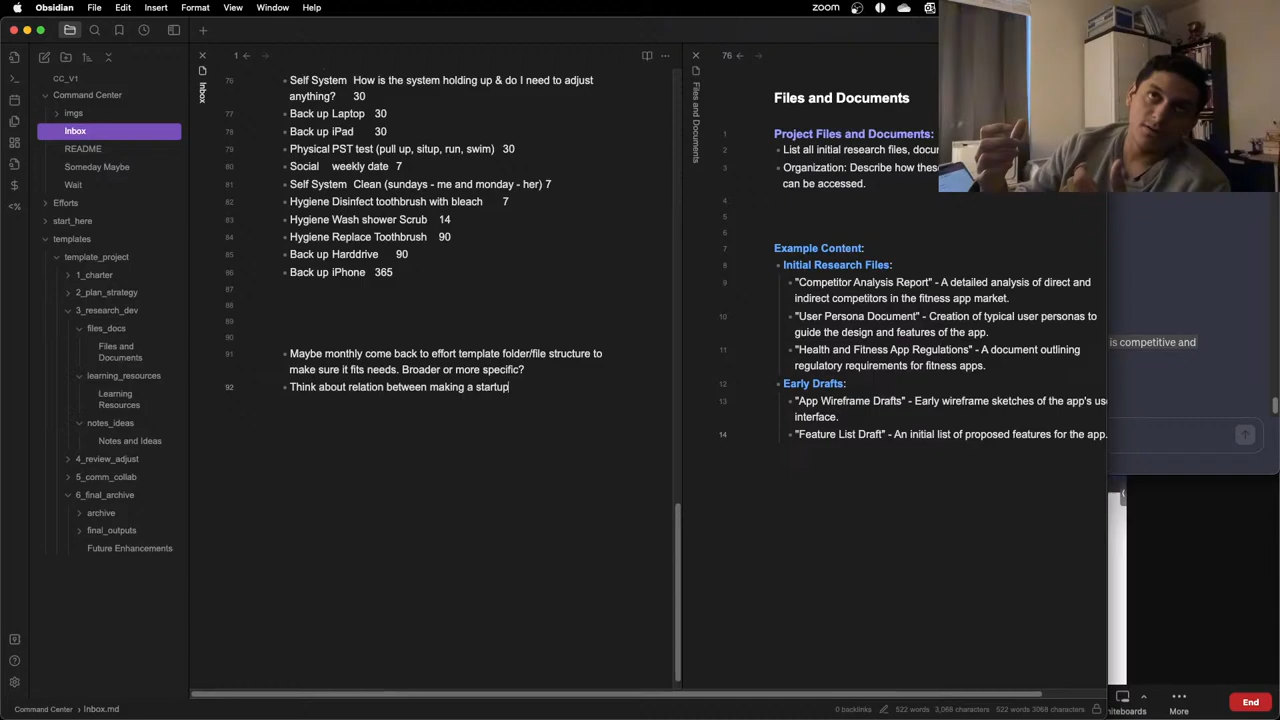 Obsidian File Edit Insert Format View Window Help
zoom
1
76
CC_V1
Command Center
imgs
Inbox
README
Someday Maybe
Wait
Efforts
start_here
templates
template_project
1_charter
2_plan_strategy
3_research_dev
files_docs
Files and
Documents
learning_resources
Learning
Resources
notes_ideas
Notes and Ideas
4_review_adjust
5_comm_collab
6_final_archive
archive
final_outputs
Future Enhancements
Inbox
76 Self System How is the system holding up & do I need to adjust
anything? 30
77 Back up Laptop 30
78 Back up iPad 30
79 Physical PST test (pull up, situp, run, swim) 30
80 Social weekly date 7
81 Self System Clean (sundays - me and monday - her) 7
82 Hygiene Disinfect toothbrush with bleach 7
83 Hygiene Wash shower Scrub 14
84 Hygiene Replace Toothbrush 90
85 Back up Harddrive 90
86 Back up iPhone 365
87
88
89
90
91 Maybe monthly come back to effort template folder/file structure to
make sure it fits needs. Broader or more specific?
92 Think about relation between making a startup
Files and Documents
Files and Documents
1 Project Files and Documents:
2 List all initial research files, docu
3 Organization: Describe how these
can be accessed.
4
5
6
7 Example Content:
8 Initial Research Files:
9 "Competitor Analysis Report" - A detailed analysis of direct and
indirect competitors in the fitness app market.
10 "User Persona Document" - Creation of typical user personas to
guide the design and features of the app.
11 "Health and Fitness App Regulations" - A document outlining
regulatory requirements for fitness apps.
12 Early Drafts:
13 "App Wireframe Drafts" - Early wireframe sketches of the app's use
interface.
14 "Feature List Draft" - An initial list of proposed features for the app.
is competitive and
hiteboards
More
End
Command Center › Inbox.md
0 backlinks 522 words 3,068 characters 522 words 3068 characters